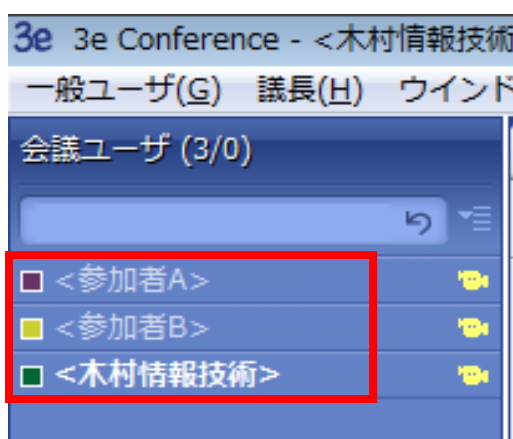 3e 3e Conference - <木村情報技術
一般ユーザ(G) 議長(H) ウインド
会議ユーザ (3/0)
<参加者A>
<参加者B>
<木村情報技術>